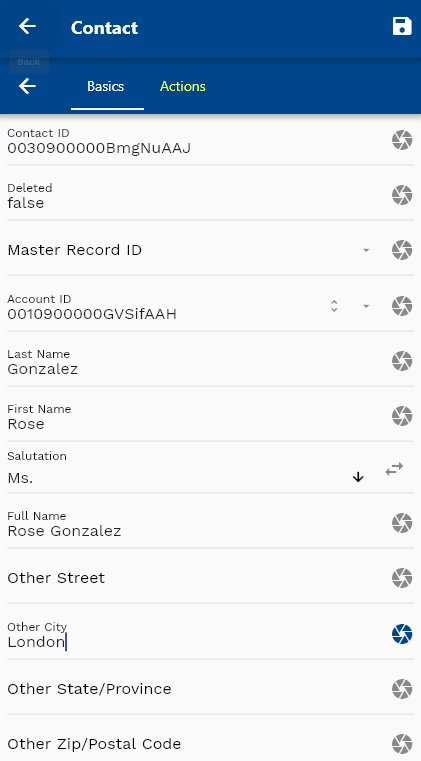 Contact
Back
Basics Actions
Contact ID
0030900000BmgNuAAJ
Deleted
false
Master Record ID
Account ID
0010900000GVSifAAH
Last Name
Gonzalez
First Name
Rose
Salutation
Ms.
Full Name
Rose Gonzalez
Other Street
Other City
London
Other State/Province
Other Zip/Postal Code